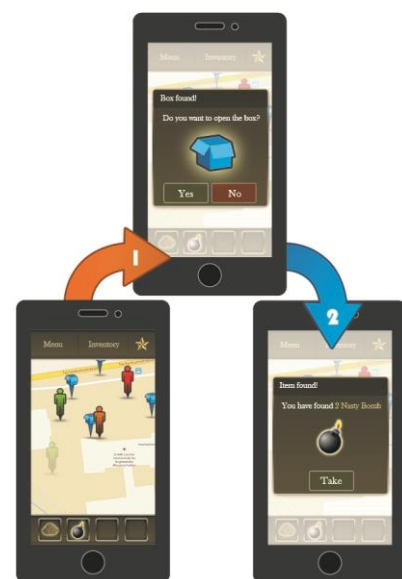 Menu Inventory
Box found!
Do you want to open the box?
Yes No
1
2
Menu Inventory
Menu Inventory
Item found!
You have found 2 Nasty Bomb
Take